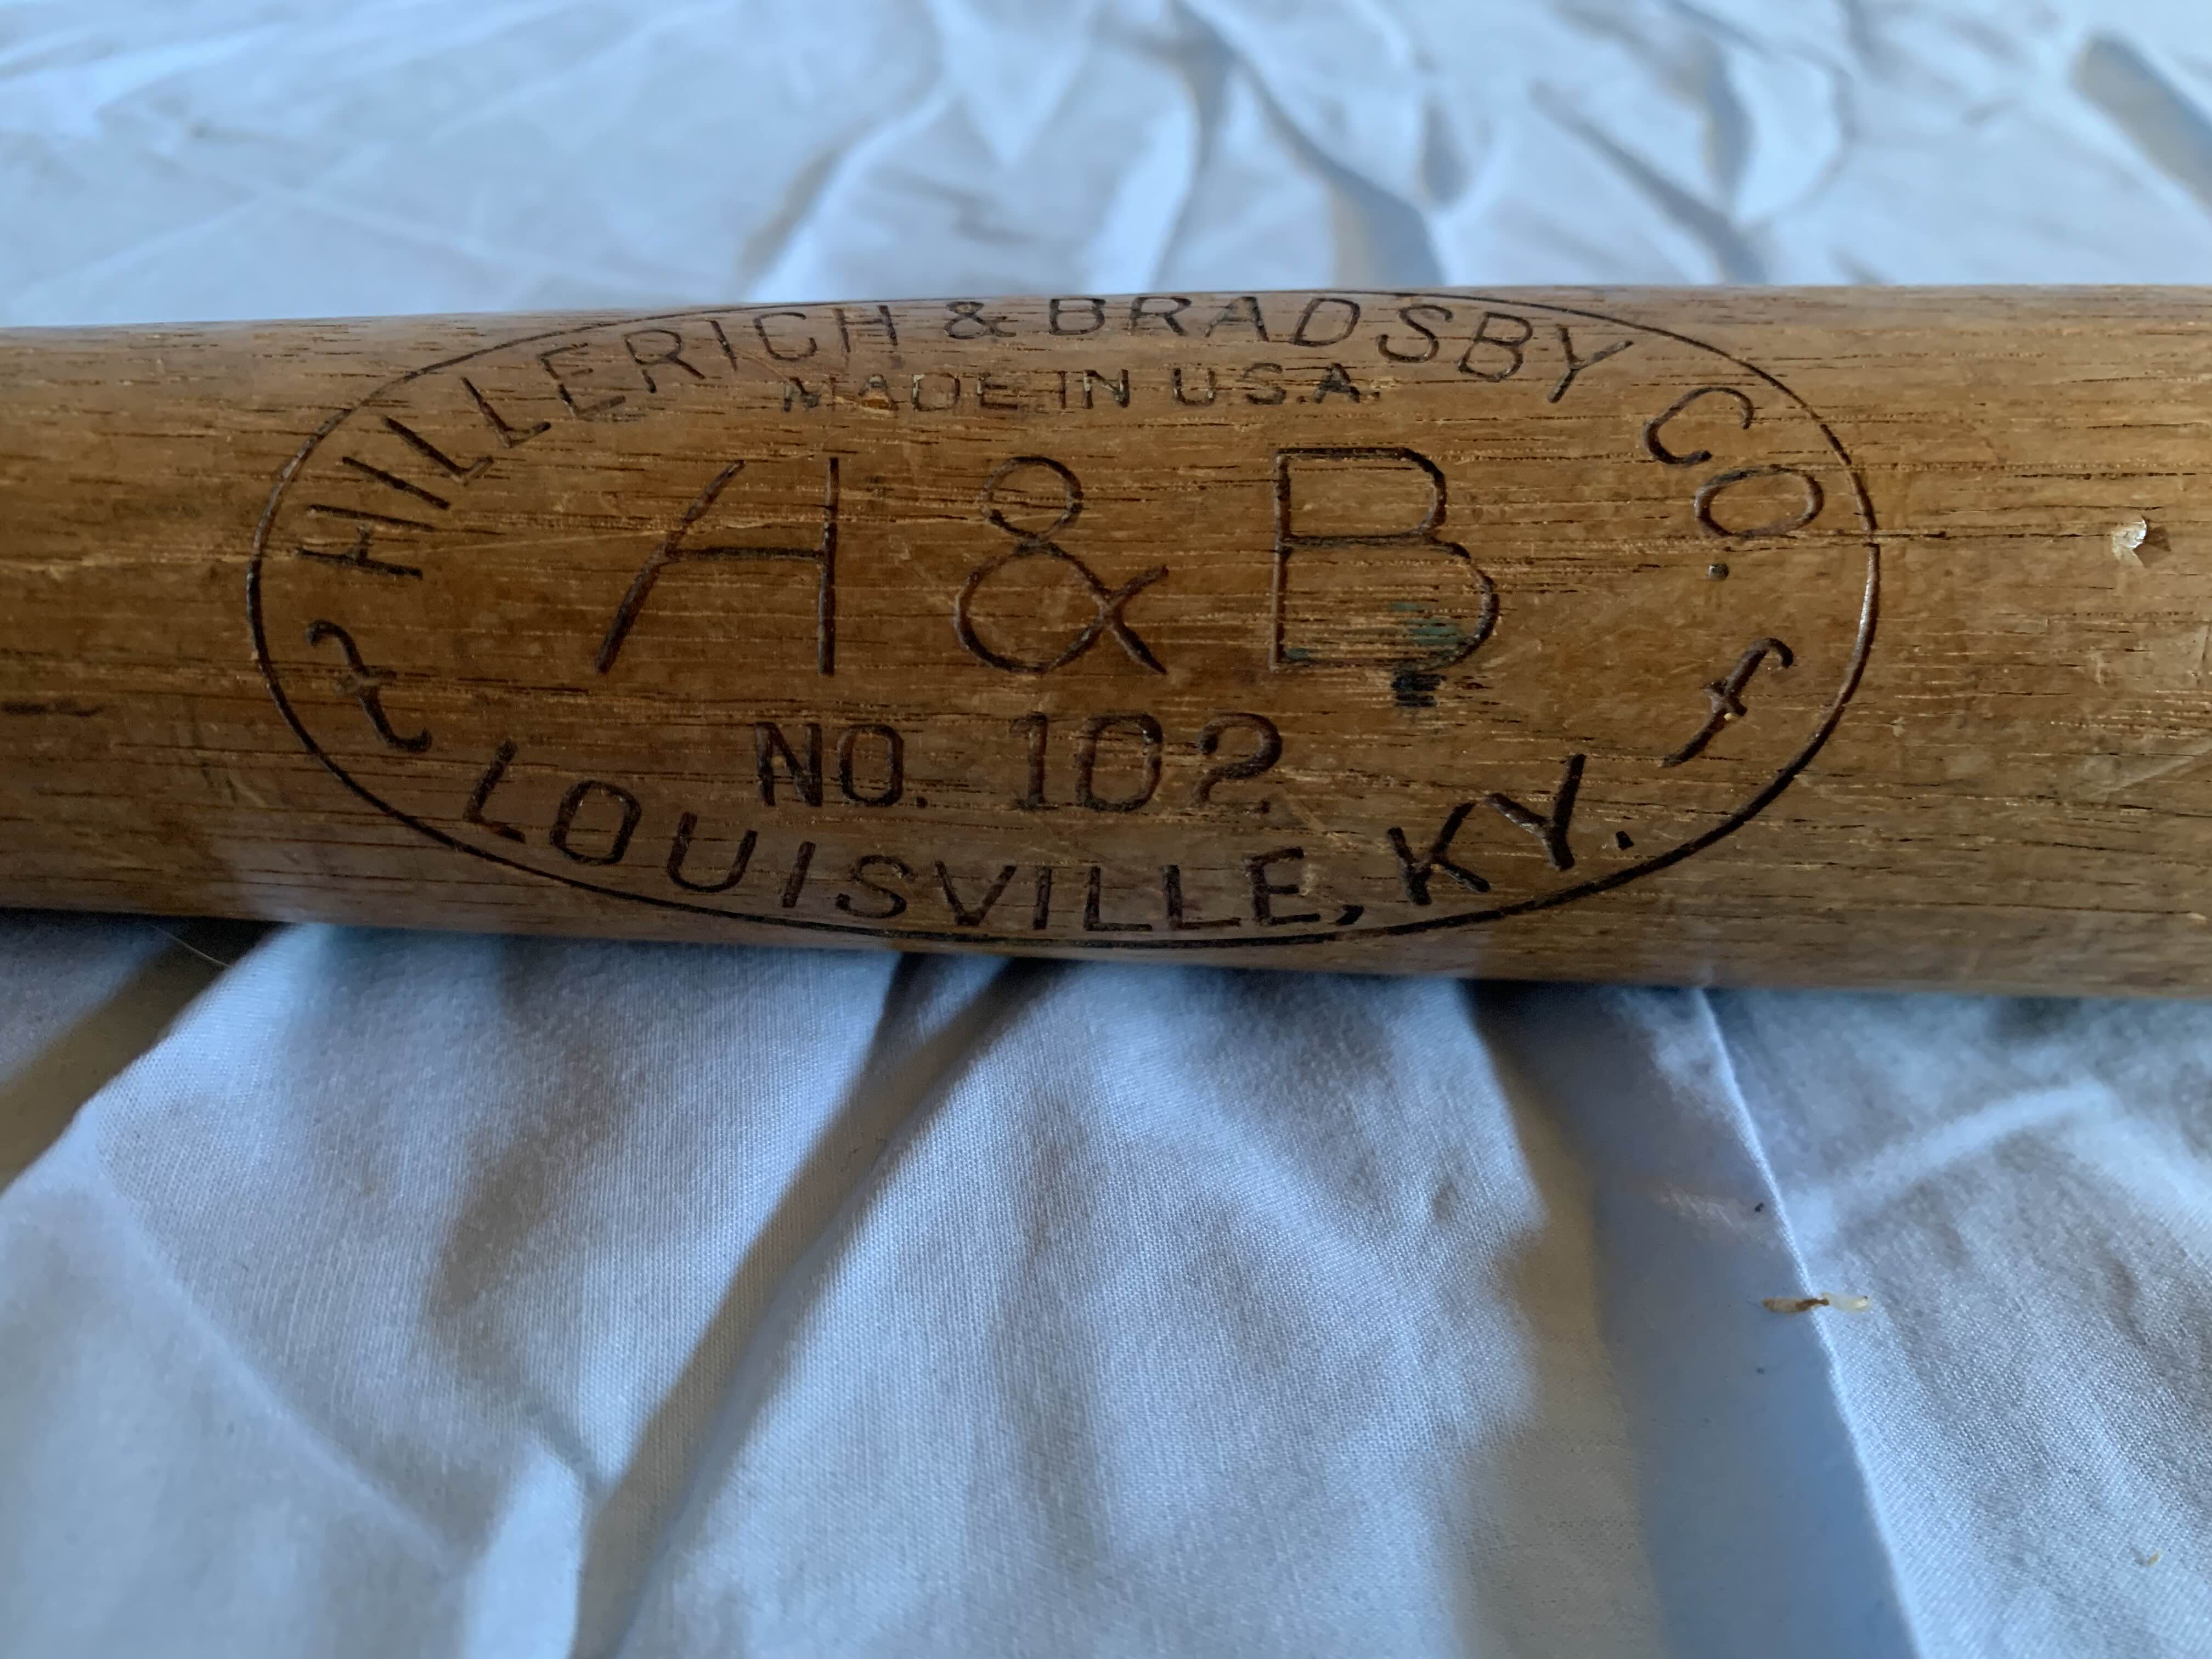 HILLERICH & BRADSBY CO.
MADE IN U.S.A.
H & B
NO. 102
LOUISVILLE, KY.